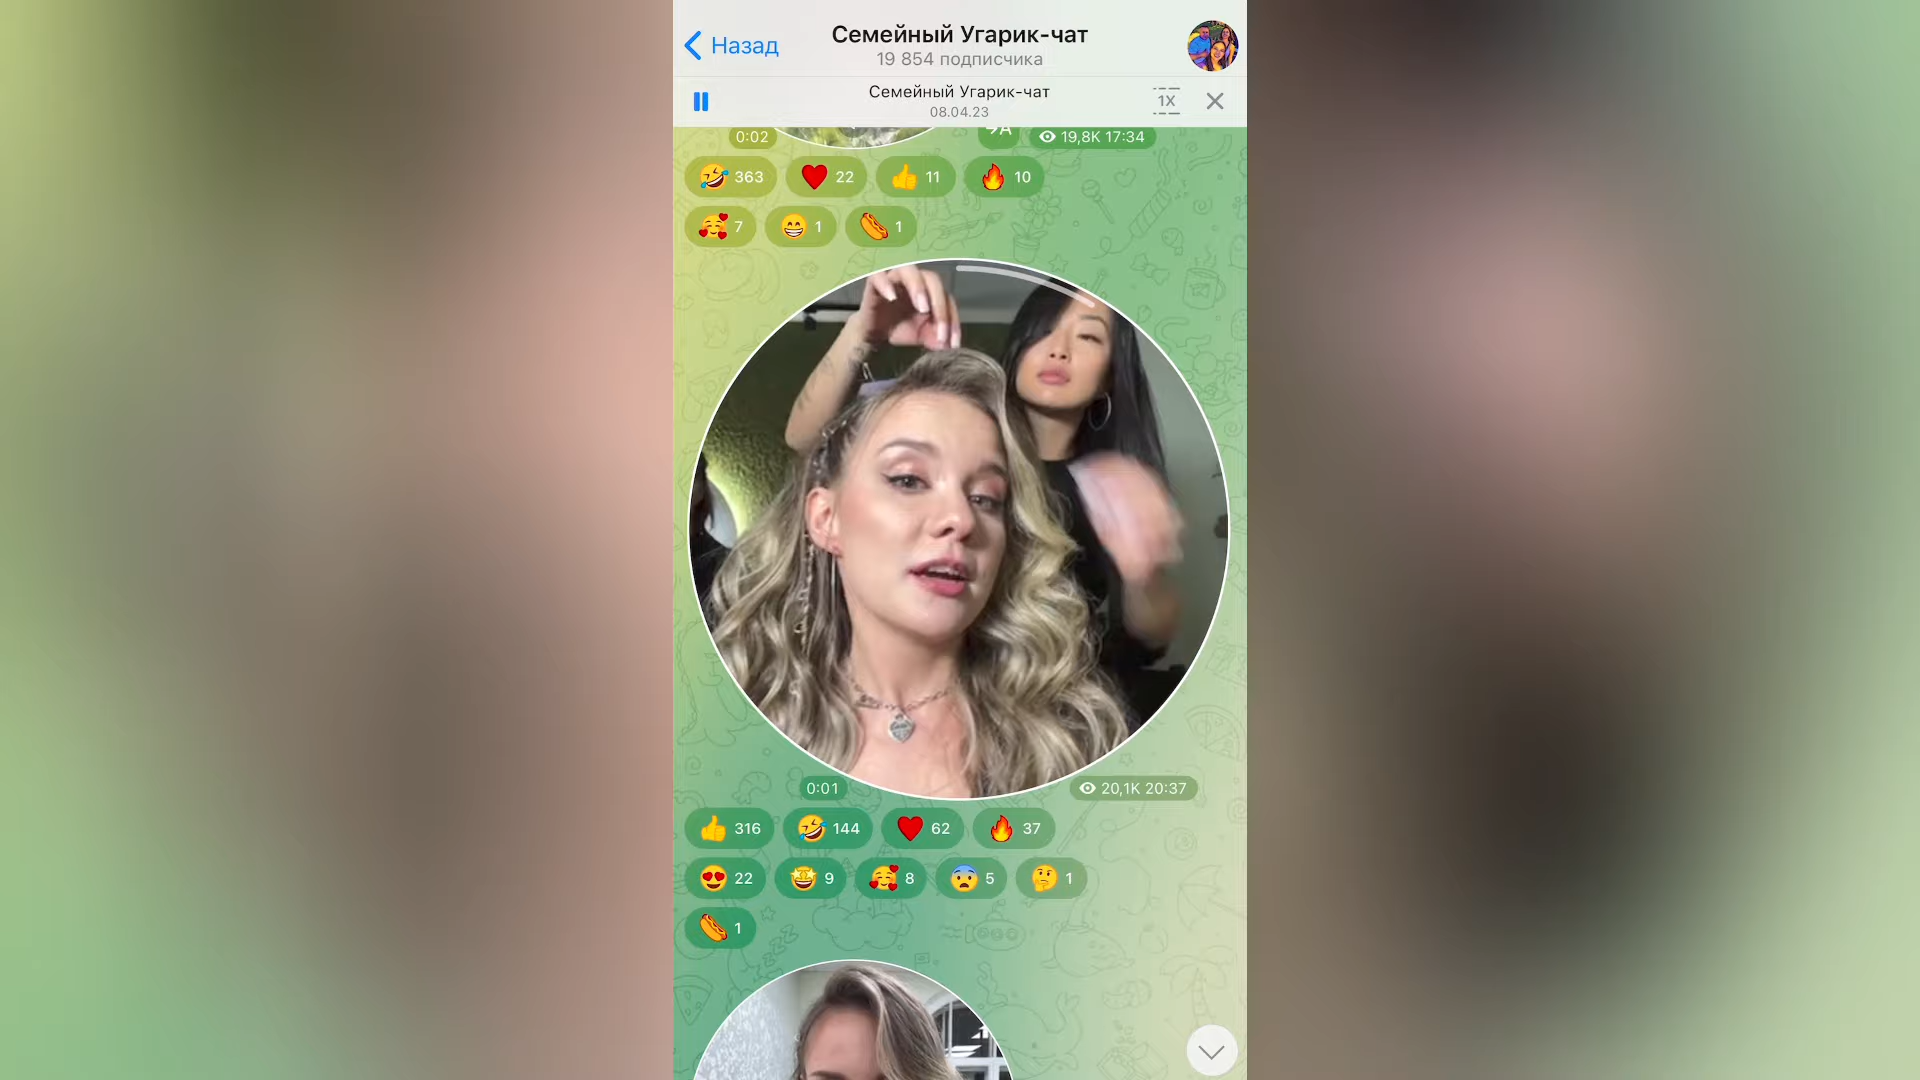 Назад
Семейный Угарик-чат
19 854 подписчика
Семейный Угарик-чат
08.04.23
1X
0:02
→A
19,8K 17:34
363 22 11 10
7 1 1
0:01
20,1K 20:37
316 144 62 37
22 9 8 5 1
1